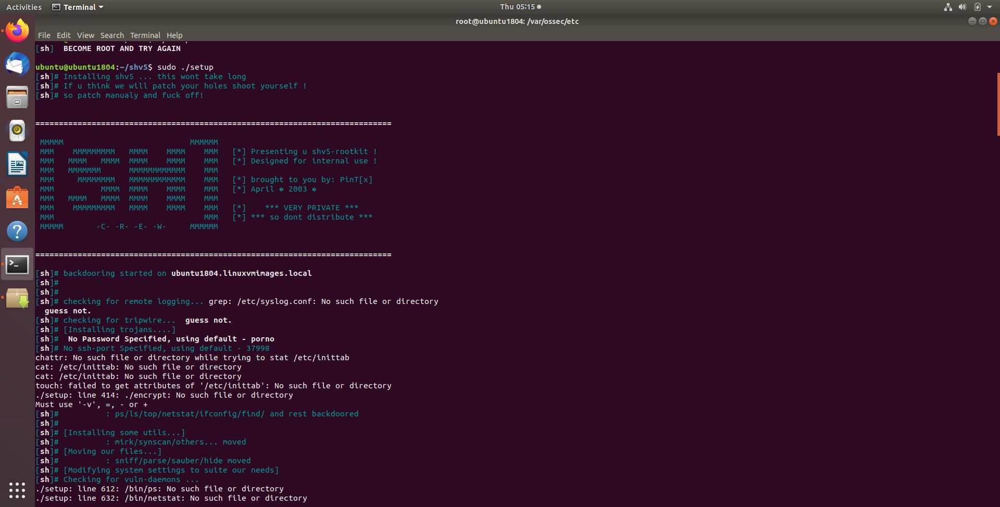 Activities Terminal Thu 05:15
root@ubuntu1804: /var/ossec/etc
File Edit View Search Terminal Help
[sh]  BECOME ROOT AND TRY AGAIN
ubuntu@ubuntu1804:~/shv5$ sudo ./setup
[sh]# Installing shv5 ... this wont take long
[sh]# If u think we will patch your holes shoot yourself !
[sh]# so patch manualy and fuck off!
============================================================================
 MMMMM                           MMMMMM
 MMM    MMMMMMMMM   MMMM    MMMM    MMM   [*] Presenting u shv5-rootkit !
 MMM   MMMM   MMMM  MMMM    MMMM    MMM   [*] Designed for internal use !
 MMM   MMMMMMM      MMMMMMMMMMMM    MMM
 MMM     MMMMMMMM   MMMMMMMMMMMM    MMM   [*] brought to you by: PinT[x]
 MMM          MMMM  MMMM    MMMM    MMM   [*] April � 2003 �
 MMM   MMMM   MMMM  MMMM    MMMM    MMM
 MMM    MMMMMMMMM   MMMM    MMMM    MMM   [*]    *** VERY PRIVATE ***
 MMM                                MMM   [*] *** so dont distribute ***
 MMMMM       -C- -R- -E- -W-     MMMMMM
============================================================================
[sh]# backdooring started on ubuntu1804.linuxvmimages.local
[sh]#
[sh]#
[sh]# checking for remote logging... grep: /etc/syslog.conf: No such file or directory
  guess not.
[sh]# checking for tripwire...  guess not.
[sh]# [Installing trojans....]
[sh]#  No Password Specified, using default - porno
[sh]# No ssh-port Specified, using default - 37998
chattr: No such file or directory while trying to stat /etc/inittab
cat: /etc/inittab: No such file or directory
cat: /etc/inittab: No such file or directory
touch: failed to get attributes of '/etc/inittab': No such file or directory
./setup: line 414: ./encrypt: No such file or directory
Must use '-v', =, - or +
[sh]#          : ps/ls/top/netstat/ifconfig/find/ and rest backdoored
[sh]#
[sh]# [Installing some utils...]
[sh]#          : mirk/synscan/others... moved
[sh]# [Moving our files...]
[sh]#          : sniff/parse/sauber/hide moved
[sh]# [Modifying system settings to suite our needs]
[sh]# Checking for vuln-daemons ...
./setup: line 612: /bin/ps: No such file or directory
./setup: line 632: /bin/netstat: No such file or directory